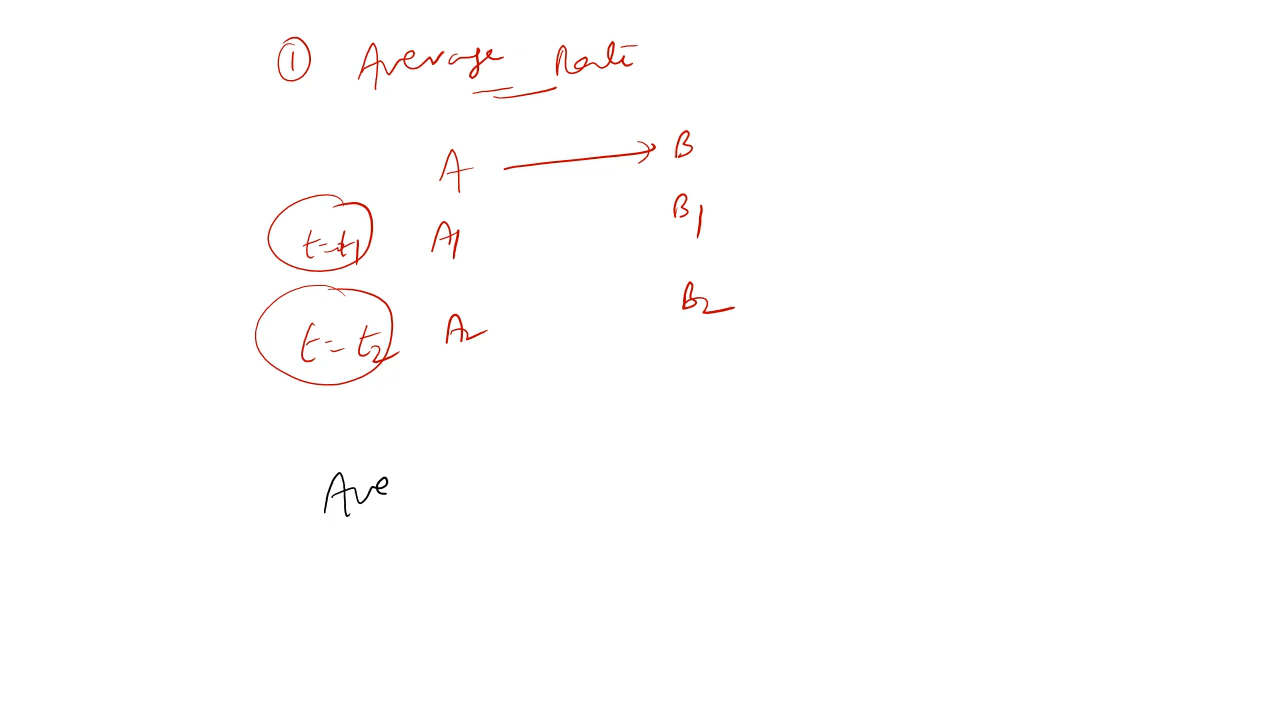 ① Average Rate
A → B
t=t1 A1 B1
t=t2 A2 B2
Ave